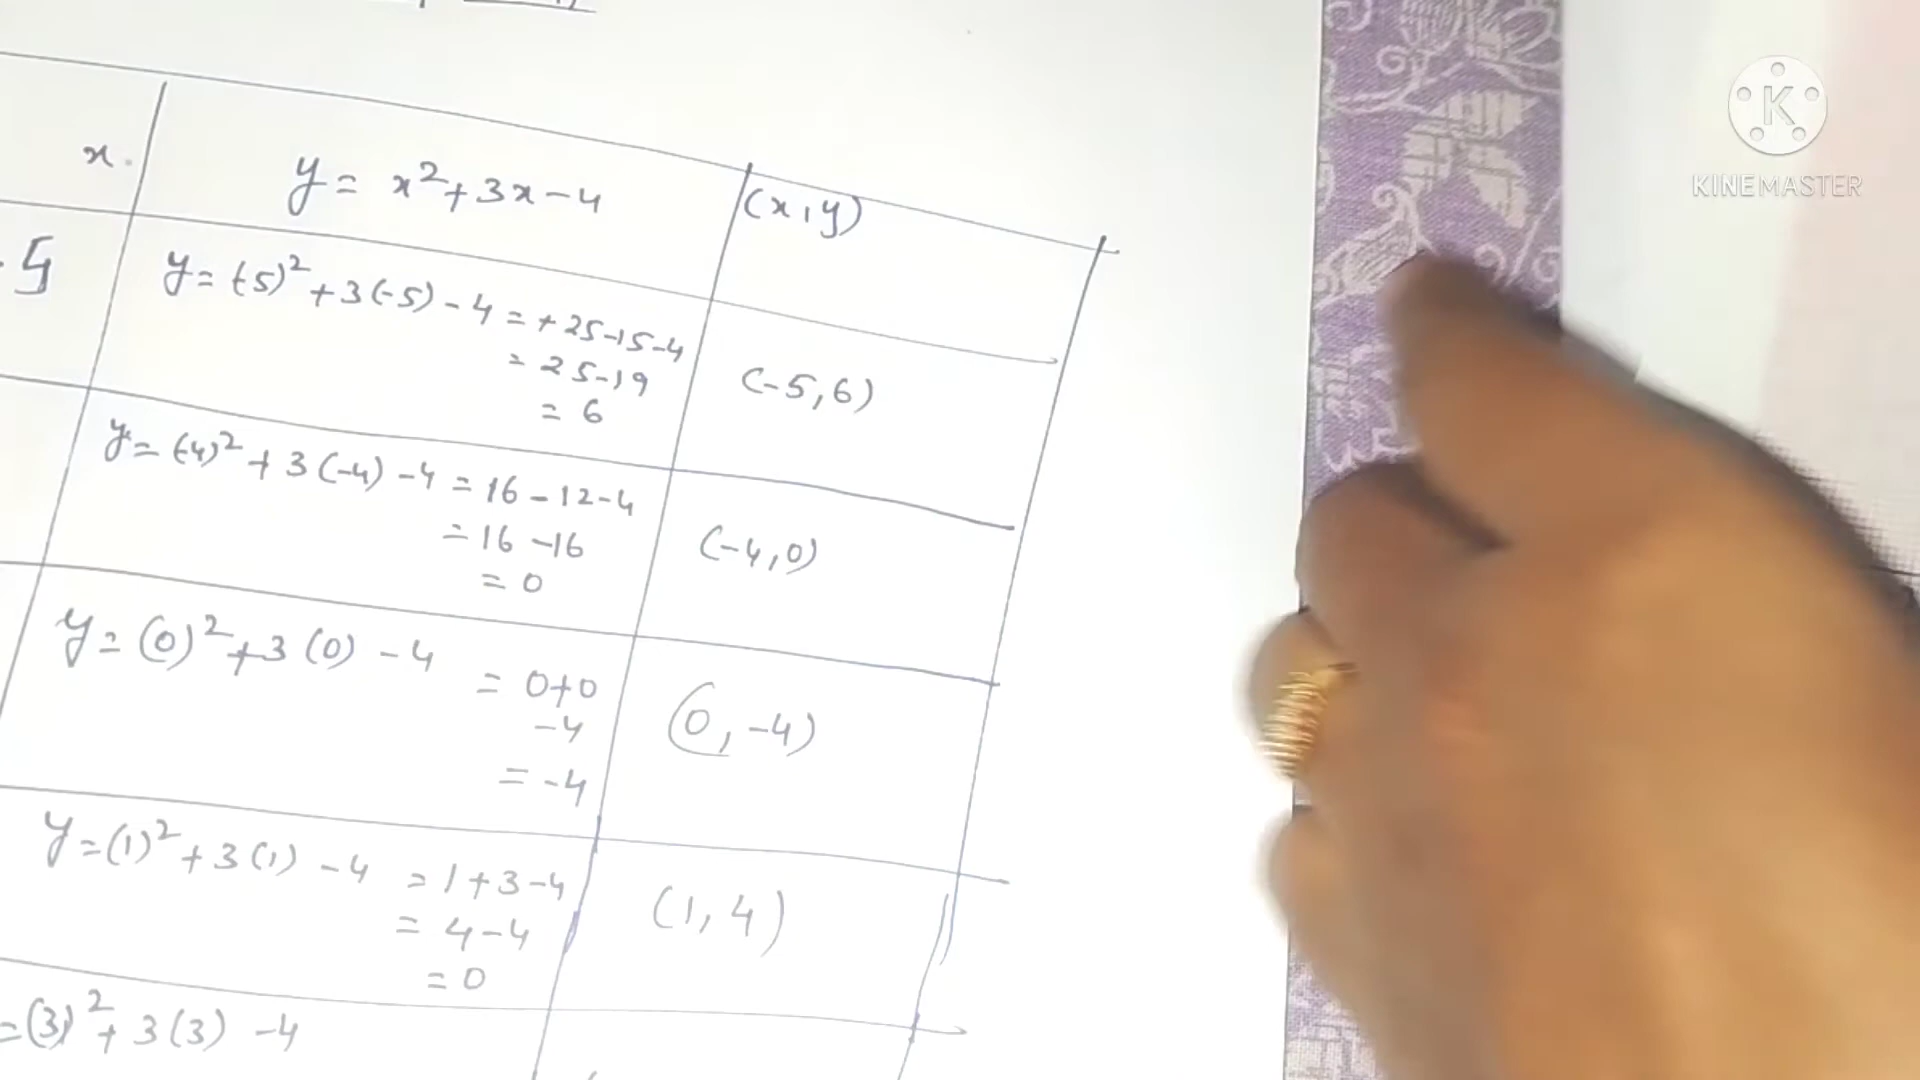 x. y = x² + 3x - 4 (x, y)
-5 y = (-5)² + 3(-5) - 4 = +25-15-4
= 25-19
= 6 (-5, 6)
y = (-4)² + 3(-4) - 4 = 16 - 12 - 4
= 16 - 16
= 0 (-4, 0)
y = (0)² + 3(0) - 4 = 0+0
-4
= -4 (0, -4)
y = (1)² + 3(1) - 4 = 1 + 3 - 4
= 4 - 4
= 0 (1, 4)
= (3)² + 3(3) - 4
K
KINEMASTER